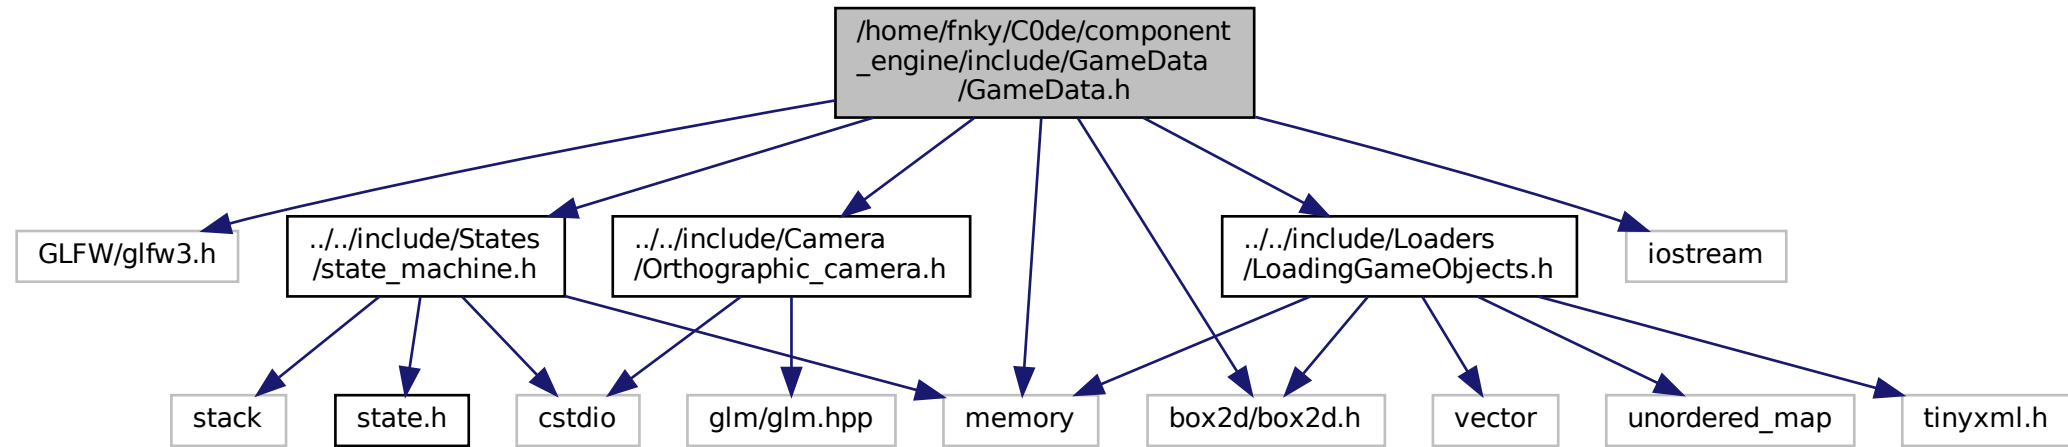 /home/fnky/C0de/component
_engine/include/GameData
/GameData.h
GLFW/glfw3.h
../../include/States
/state_machine.h
../../include/Camera
/Orthographic_camera.h
../../include/Loaders
/LoadingGameObjects.h
iostream
stack
state.h
cstdio
glm/glm.hpp
memory
box2d/box2d.h
vector
unordered_map
tinyxml.h